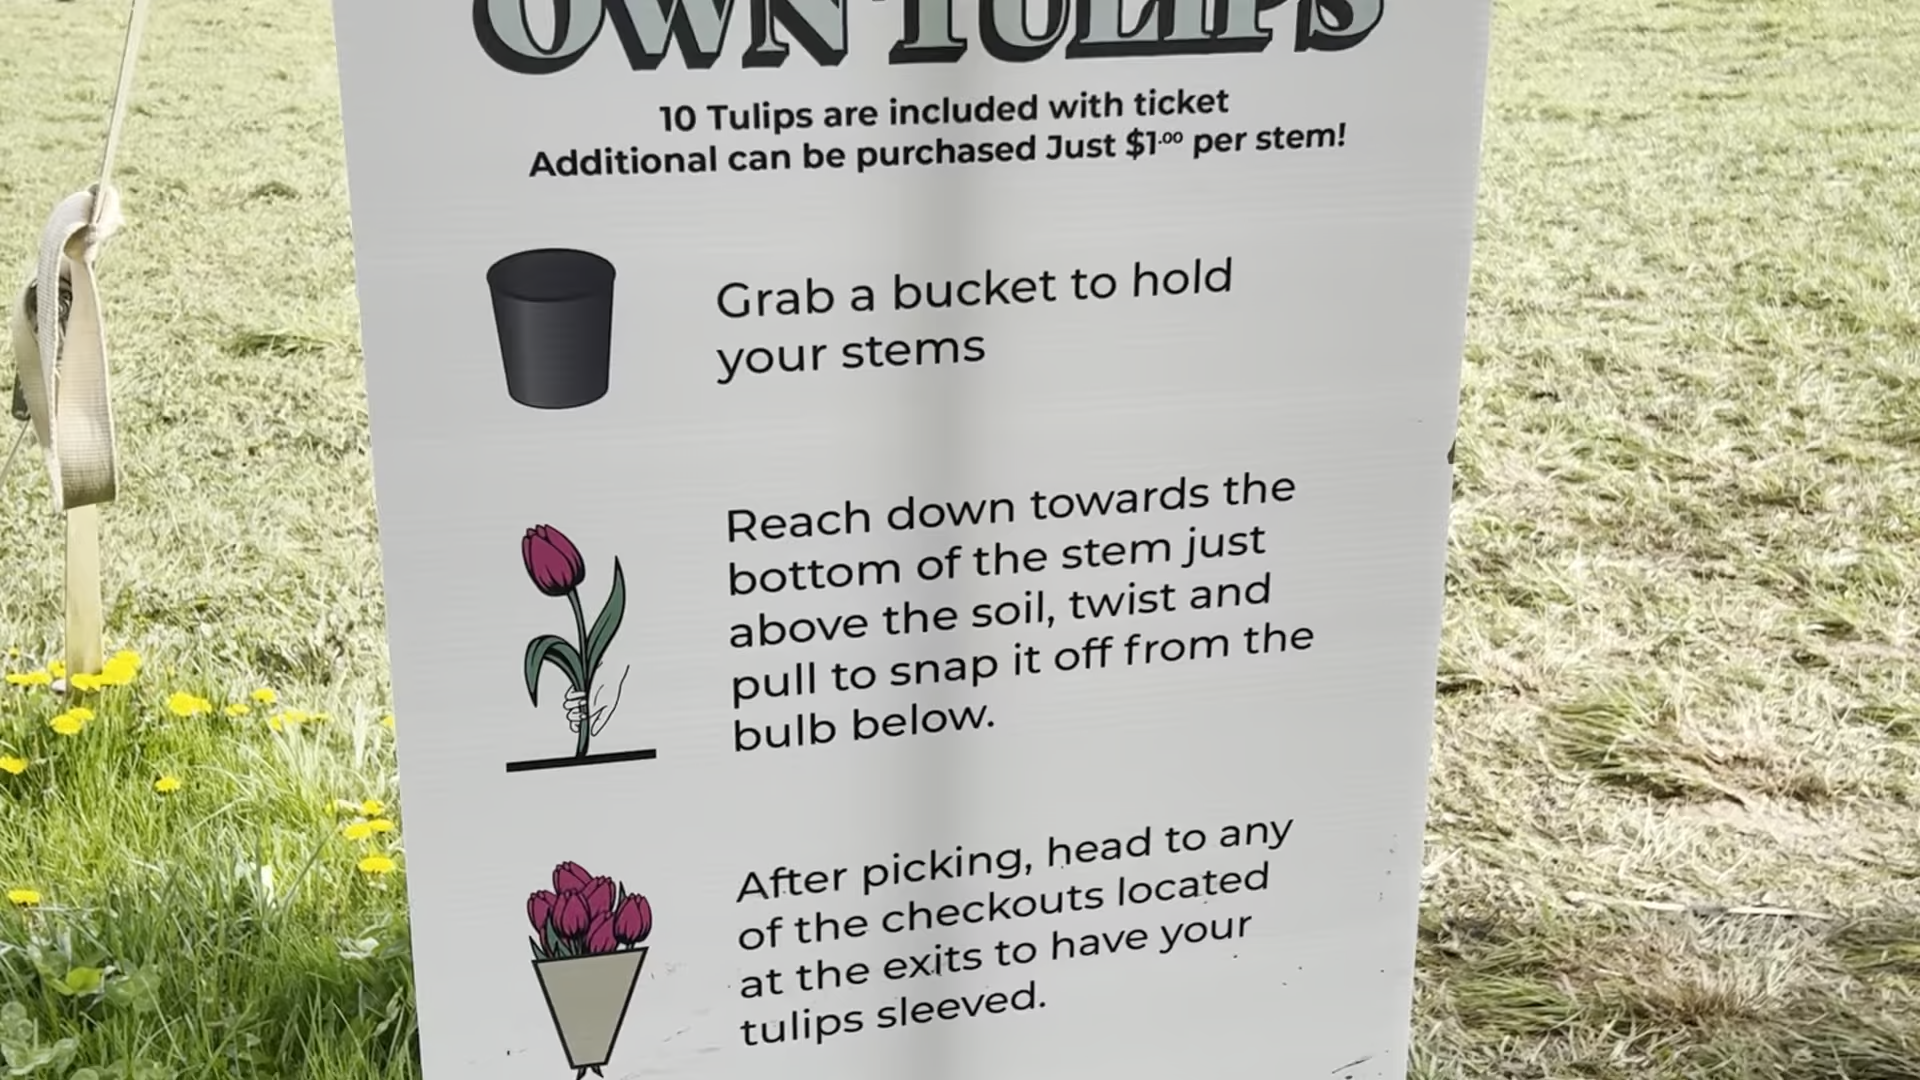 OWN TULIPS
10 Tulips are included with ticket
Additional can be purchased Just $1.00 per stem!
Grab a bucket to hold
your stems
Reach down towards the
bottom of the stem just
above the soil, twist and
pull to snap it off from the
bulb below.
After picking, head to any
of the checkouts located
at the exits to have your
tulips sleeved.